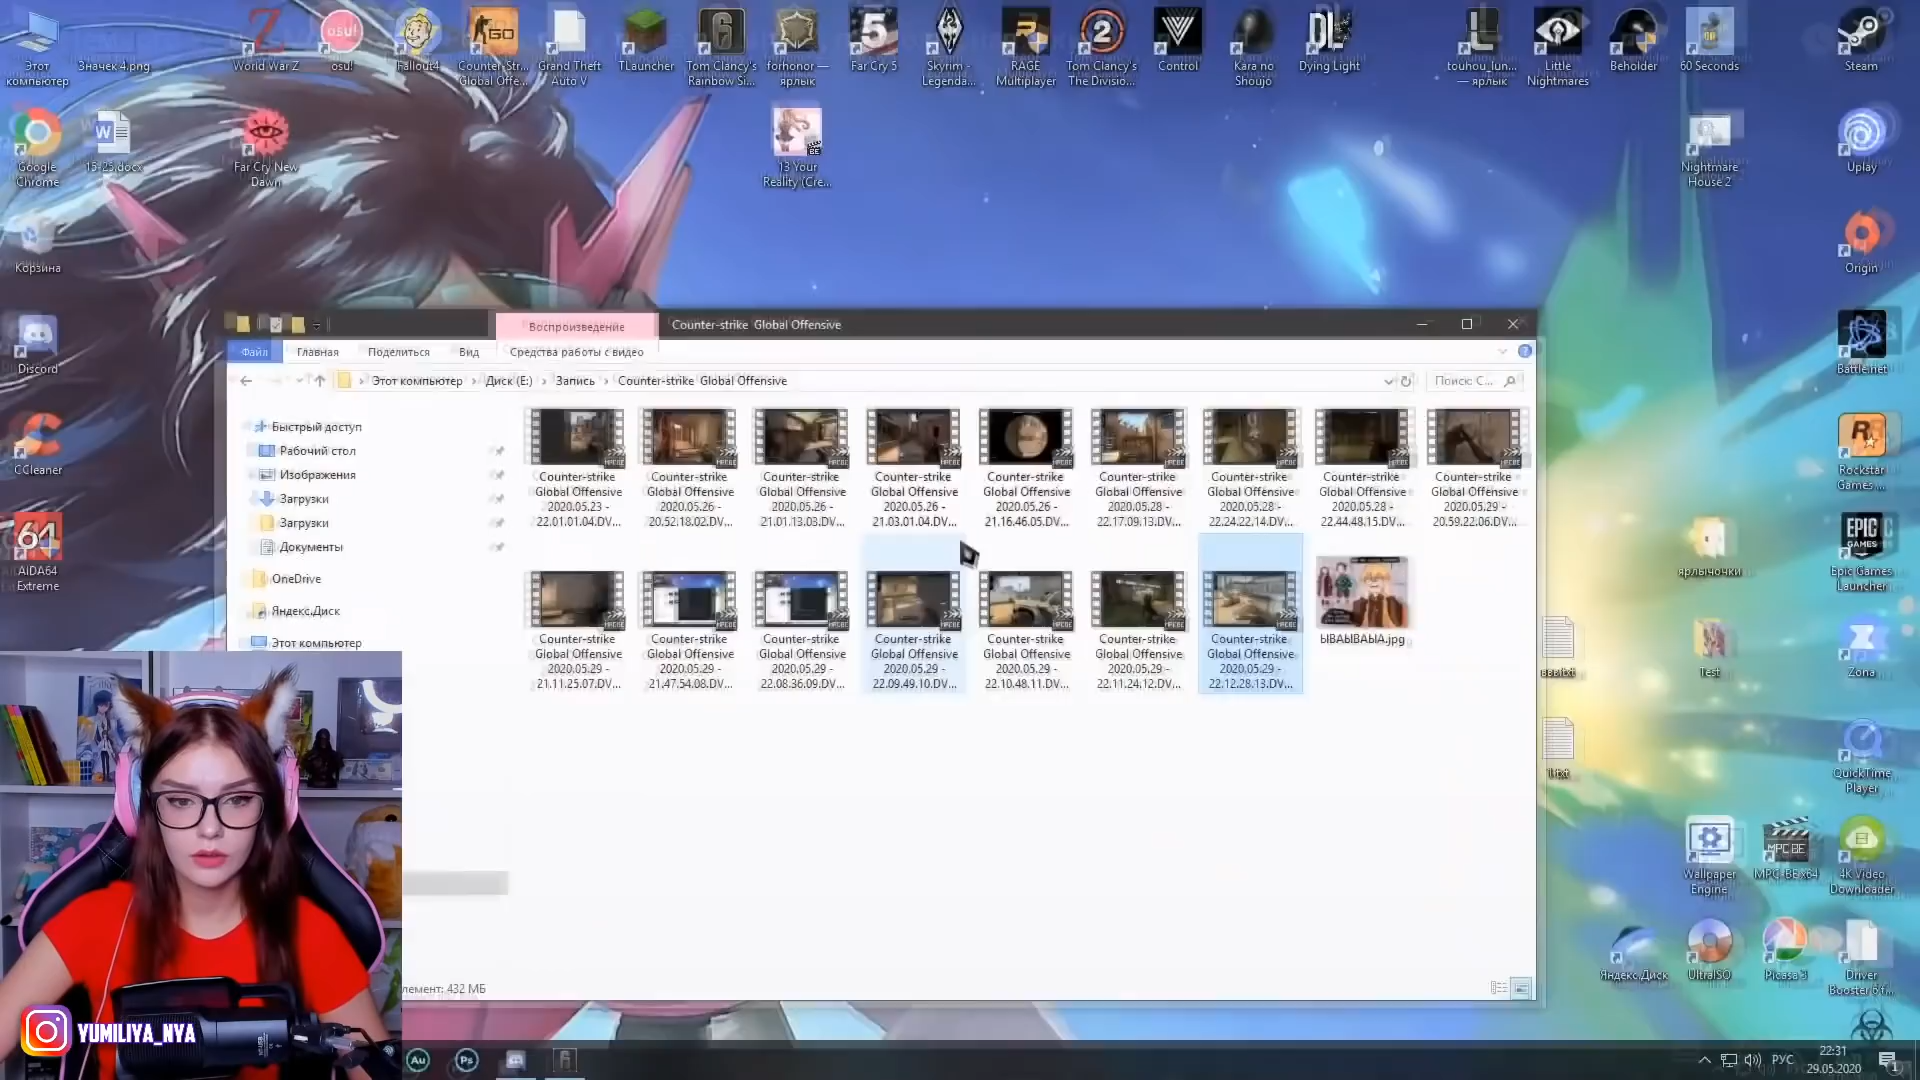 Этот
компьютер
Значек 4.png
World War Z
osu!
Fallout4
Counter-Str...
Global Offe...
Grand Theft
Auto V
TLauncher
Tom Clancy's
Rainbow Si...
forhonor —
ярлык
Far Cry 5
Skyrim -
Legenda...
RAGE
Multiplayer
Tom Clancy's
The Divisio...
Control
Kara no
Shoujo
Dying Light
touhou_lun...
— ярлык
Little
Nightmares
Beholder
60 Seconds
Steam
Google
Chrome
15-25.docx
Far Cry New
Dawn
13 Your
Reality (Cre...
Nightmare
House 2
Uplay
Корзина
Origin
Discord
Battle.net
CCleaner
Rockstar
Games ...
AIDA64
Extreme
ярлычочки
Epic Games
Launcher
Test
Zona
1.txt
QuickTime
Player
Wallpaper
Engine
MPC-BE x64
4K Video
Downloader
Яндекс.Диск
UltraISO
Picasa 3
Driver
Booster 6 f...
Воспроизведение
Counter-strike Global Offensive
Файл
Главная
Поделиться
Вид
Средства работы с видео
Этот компьютер › Диск (E:) › Запись › Counter-strike Global Offensive
Поиск: С...
Быстрый доступ
Рабочий стол
Изображения
Загрузки
Загрузки
Документы
OneDrive
Яндекс.Диск
Этот компьютер
Counter-strike
Global Offensive
2020.05.23 -
22.01.01.04.DV...
Counter-strike
Global Offensive
2020.05.26 -
20.52.18.02.DV...
Counter-strike
Global Offensive
2020.05.26 -
21.01.13.03.DV...
Counter-strike
Global Offensive
2020.05.26 -
21.03.01.04.DV...
Counter-strike
Global Offensive
2020.05.26 -
21.16.46.05.DV...
Counter-strike
Global Offensive
2020.05.28 -
22.17.09.13.DV...
Counter-strike
Global Offensive
2020.05.28 -
22.24.22.14.DV...
Counter-strike
Global Offensive
2020.05.28 -
22.44.48.15.DV...
Counter-strike
Global Offensive
2020.05.29 -
20.59.22.06.DV...
Counter-strike
Global Offensive
2020.05.29 -
21.11.25.07.DV...
Counter-strike
Global Offensive
2020.05.29 -
21.47.54.08.DV...
Counter-strike
Global Offensive
2020.05.29 -
22.08.36.09.DV...
Counter-strike
Global Offensive
2020.05.29 -
22.09.49.10.DV...
Counter-strike
Global Offensive
2020.05.29 -
22.10.48.11.DV...
Counter-strike
Global Offensive
2020.05.29 -
22.11.24.12.DV...
Counter-strike
Global Offensive
2020.05.29 -
22.12.28.13.DV...
ЫВАЫВАЫА.jpg
432 МБ
YUMILIYA_NYA
Au
Ps
РУС
22:31
29.05.2020